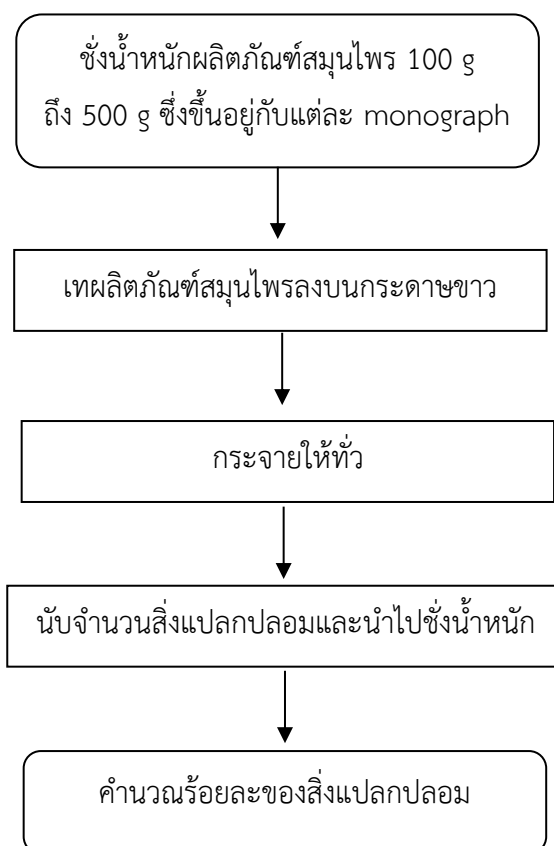 ชั่งน้ำหนักผลิตภัณฑ์สมุนไพร 100 g
ถึง 500 g ซึ่งขึ้นอยู่กับแต่ละ monograph
เทผลิตภัณฑ์สมุนไพรลงบนกระดาษขาว
กระจายให้ทั่ว
นับจำนวนสิ่งแปลกปลอมและนำไปชั่งน้ำหนัก
คำนวณร้อยละของสิ่งแปลกปลอม